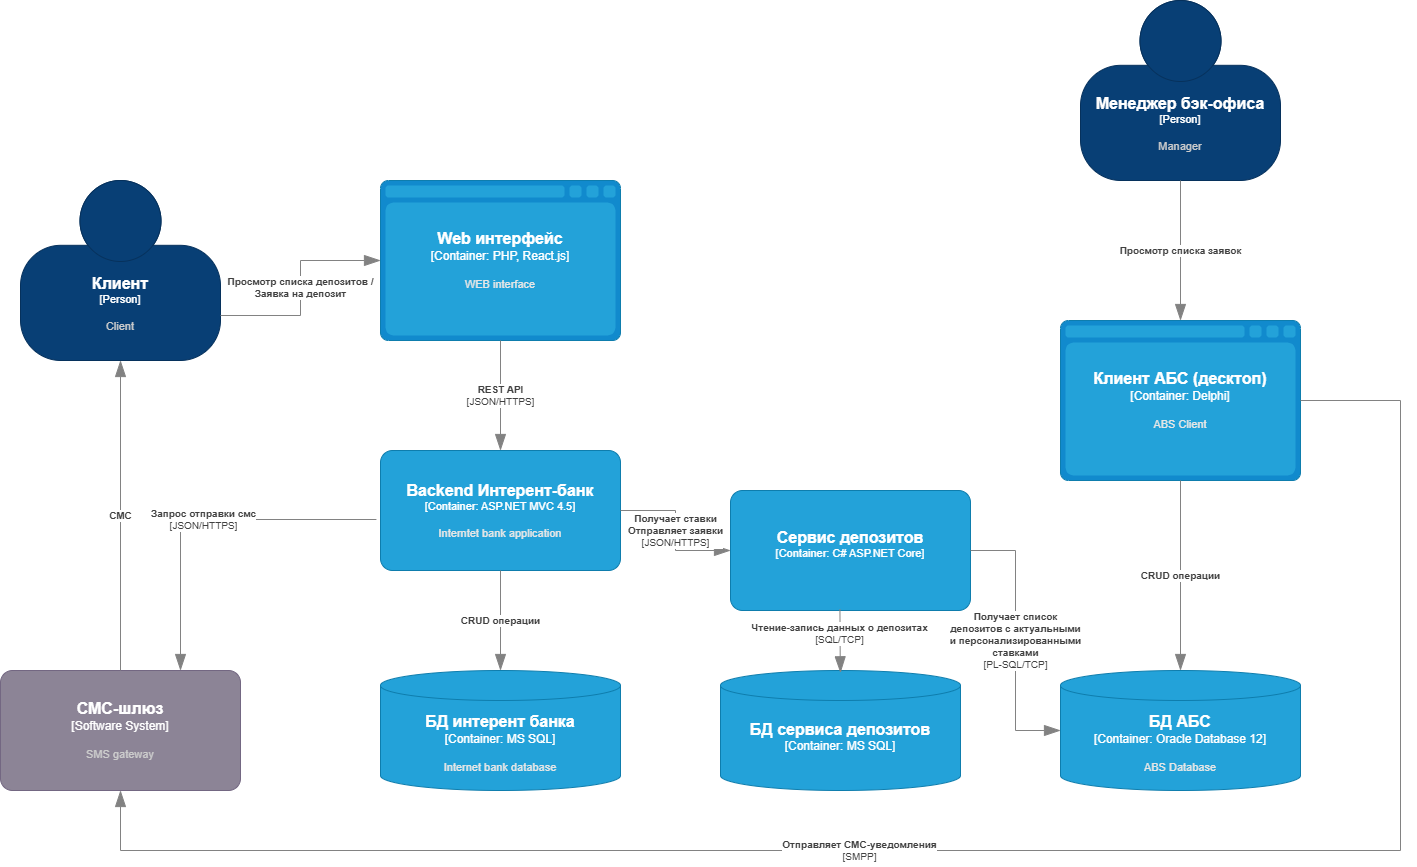 Менеджер бэк-офиса
[Person]
Manager
Просмотр списка заявок
Клиент
[Person]
Client
Просмотр списка депозитов /
Заявка на депозит
Web интерфейс
[Container: PHP, React.js]
WEB interface
Клиент АБС (десктоп)
[Container: Delphi]
ABS Client
REST API
[JSON/HTTPS]
СМС
Запрос отправки смс
[JSON/HTTPS]
Backend Интерент-банк
[Container: ASP.NET MVC 4.5]
Interntet bank application
Получает ставки
Отправляет заявки
[JSON/HTTPS]
Сервис депозитов
[Container: C# ASP.NET Core]
CRUD операции
CRUD операции
Чтение-запись данных о депозитах
[SQL/TCP]
Получает список
депозитов с актуальными
и персонализированными
ставками
[PL-SQL/TCP]
СМС-шлюз
[Software System]
SMS gateway
БД интерент банка
[Container: MS SQL]
Internet bank database
БД сервиса депозитов
[Container: MS SQL]
БД АБС
[Container: Oracle Database 12]
ABS Database
Отправляет СМС-уведомления
[SMPP]